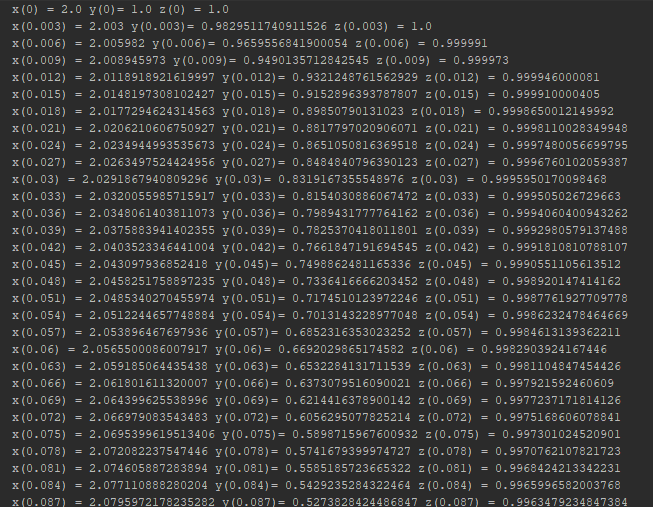 x(0) = 2.0 y(0)= 1.0 z(0) = 1.0
x(0.003) = 2.003 y(0.003)= 0.9829511740911526 z(0.003) = 1.0
x(0.006) = 2.005982 y(0.006)= 0.9659556841900054 z(0.006) = 0.999991
x(0.009) = 2.008945973 y(0.009)= 0.9490135712842545 z(0.009) = 0.999973
x(0.012) = 2.0118918921619997 y(0.012)= 0.9321248761562929 z(0.012) = 0.999946000081
x(0.015) = 2.0148197308102427 y(0.015)= 0.9152896393787807 z(0.015) = 0.999910000405
x(0.018) = 2.0177294624314563 y(0.018)= 0.89850790131023 z(0.018) = 0.9998650012149992
x(0.021) = 2.0206210606750927 y(0.021)= 0.8817797020906071 z(0.021) = 0.9998110028349948
x(0.024) = 2.0234944993535673 y(0.024)= 0.8651050816369518 z(0.024) = 0.9997480056699795
x(0.027) = 2.0263497524424956 y(0.027)= 0.8484840796390123 z(0.027) = 0.9996760102059387
x(0.03) = 2.0291867940809296 y(0.03)= 0.8319167355548976 z(0.03) = 0.9995950170098468
x(0.033) = 2.0320055985715917 y(0.033)= 0.8154030886067472 z(0.033) = 0.999505026729663
x(0.036) = 2.0348061403811073 y(0.036)= 0.7989431777764162 z(0.036) = 0.9994060400943262
x(0.039) = 2.0375883941402355 y(0.039)= 0.7825370418011801 z(0.039) = 0.9992980579137488
x(0.042) = 2.0403523346441004 y(0.042)= 0.7661847191694545 z(0.042) = 0.9991810810788107
x(0.045) = 2.043097936852418 y(0.045)= 0.7498862481165336 z(0.045) = 0.9990551105613512
x(0.048) = 2.0458251758897235 y(0.048)= 0.7336416666203452 z(0.048) = 0.998920147414162
x(0.051) = 2.0485340270455974 y(0.051)= 0.7174510123972246 z(0.051) = 0.9987761927709778
x(0.054) = 2.0512244657748884 y(0.054)= 0.7013143228977048 z(0.054) = 0.9986232478464669
x(0.057) = 2.053896467697936 y(0.057)= 0.6852316353023252 z(0.057) = 0.9984613139362211
x(0.06) = 2.0565500086007917 y(0.06)= 0.6692029865174582 z(0.06) = 0.9982903924167446
x(0.063) = 2.059185064435438 y(0.063)= 0.6532284131711539 z(0.063) = 0.9981104847454426
x(0.066) = 2.061801611320007 y(0.066)= 0.6373079516090021 z(0.066) = 0.997921592460609
x(0.069) = 2.064399625538996 y(0.069)= 0.6214416378900142 z(0.069) = 0.9977237171814126
x(0.072) = 2.066979083543483 y(0.072)= 0.6056295077825214 z(0.072) = 0.9975168606078841
x(0.075) = 2.0695399619513406 y(0.075)= 0.5898715967600932 z(0.075) = 0.997301024520901
x(0.078) = 2.072082237547446 y(0.078)= 0.5741679399974727 z(0.078) = 0.9970762107821723
x(0.081) = 2.074605887283894 y(0.081)= 0.5585185723665322 z(0.081) = 0.9968424213342231
x(0.084) = 2.077110888280204 y(0.084)= 0.5429235284322464 z(0.084) = 0.9965996582003768
x(0.087) = 2.0795972178235282 y(0.087)= 0.5273828424486847 z(0.087) = 0.9963479234847384